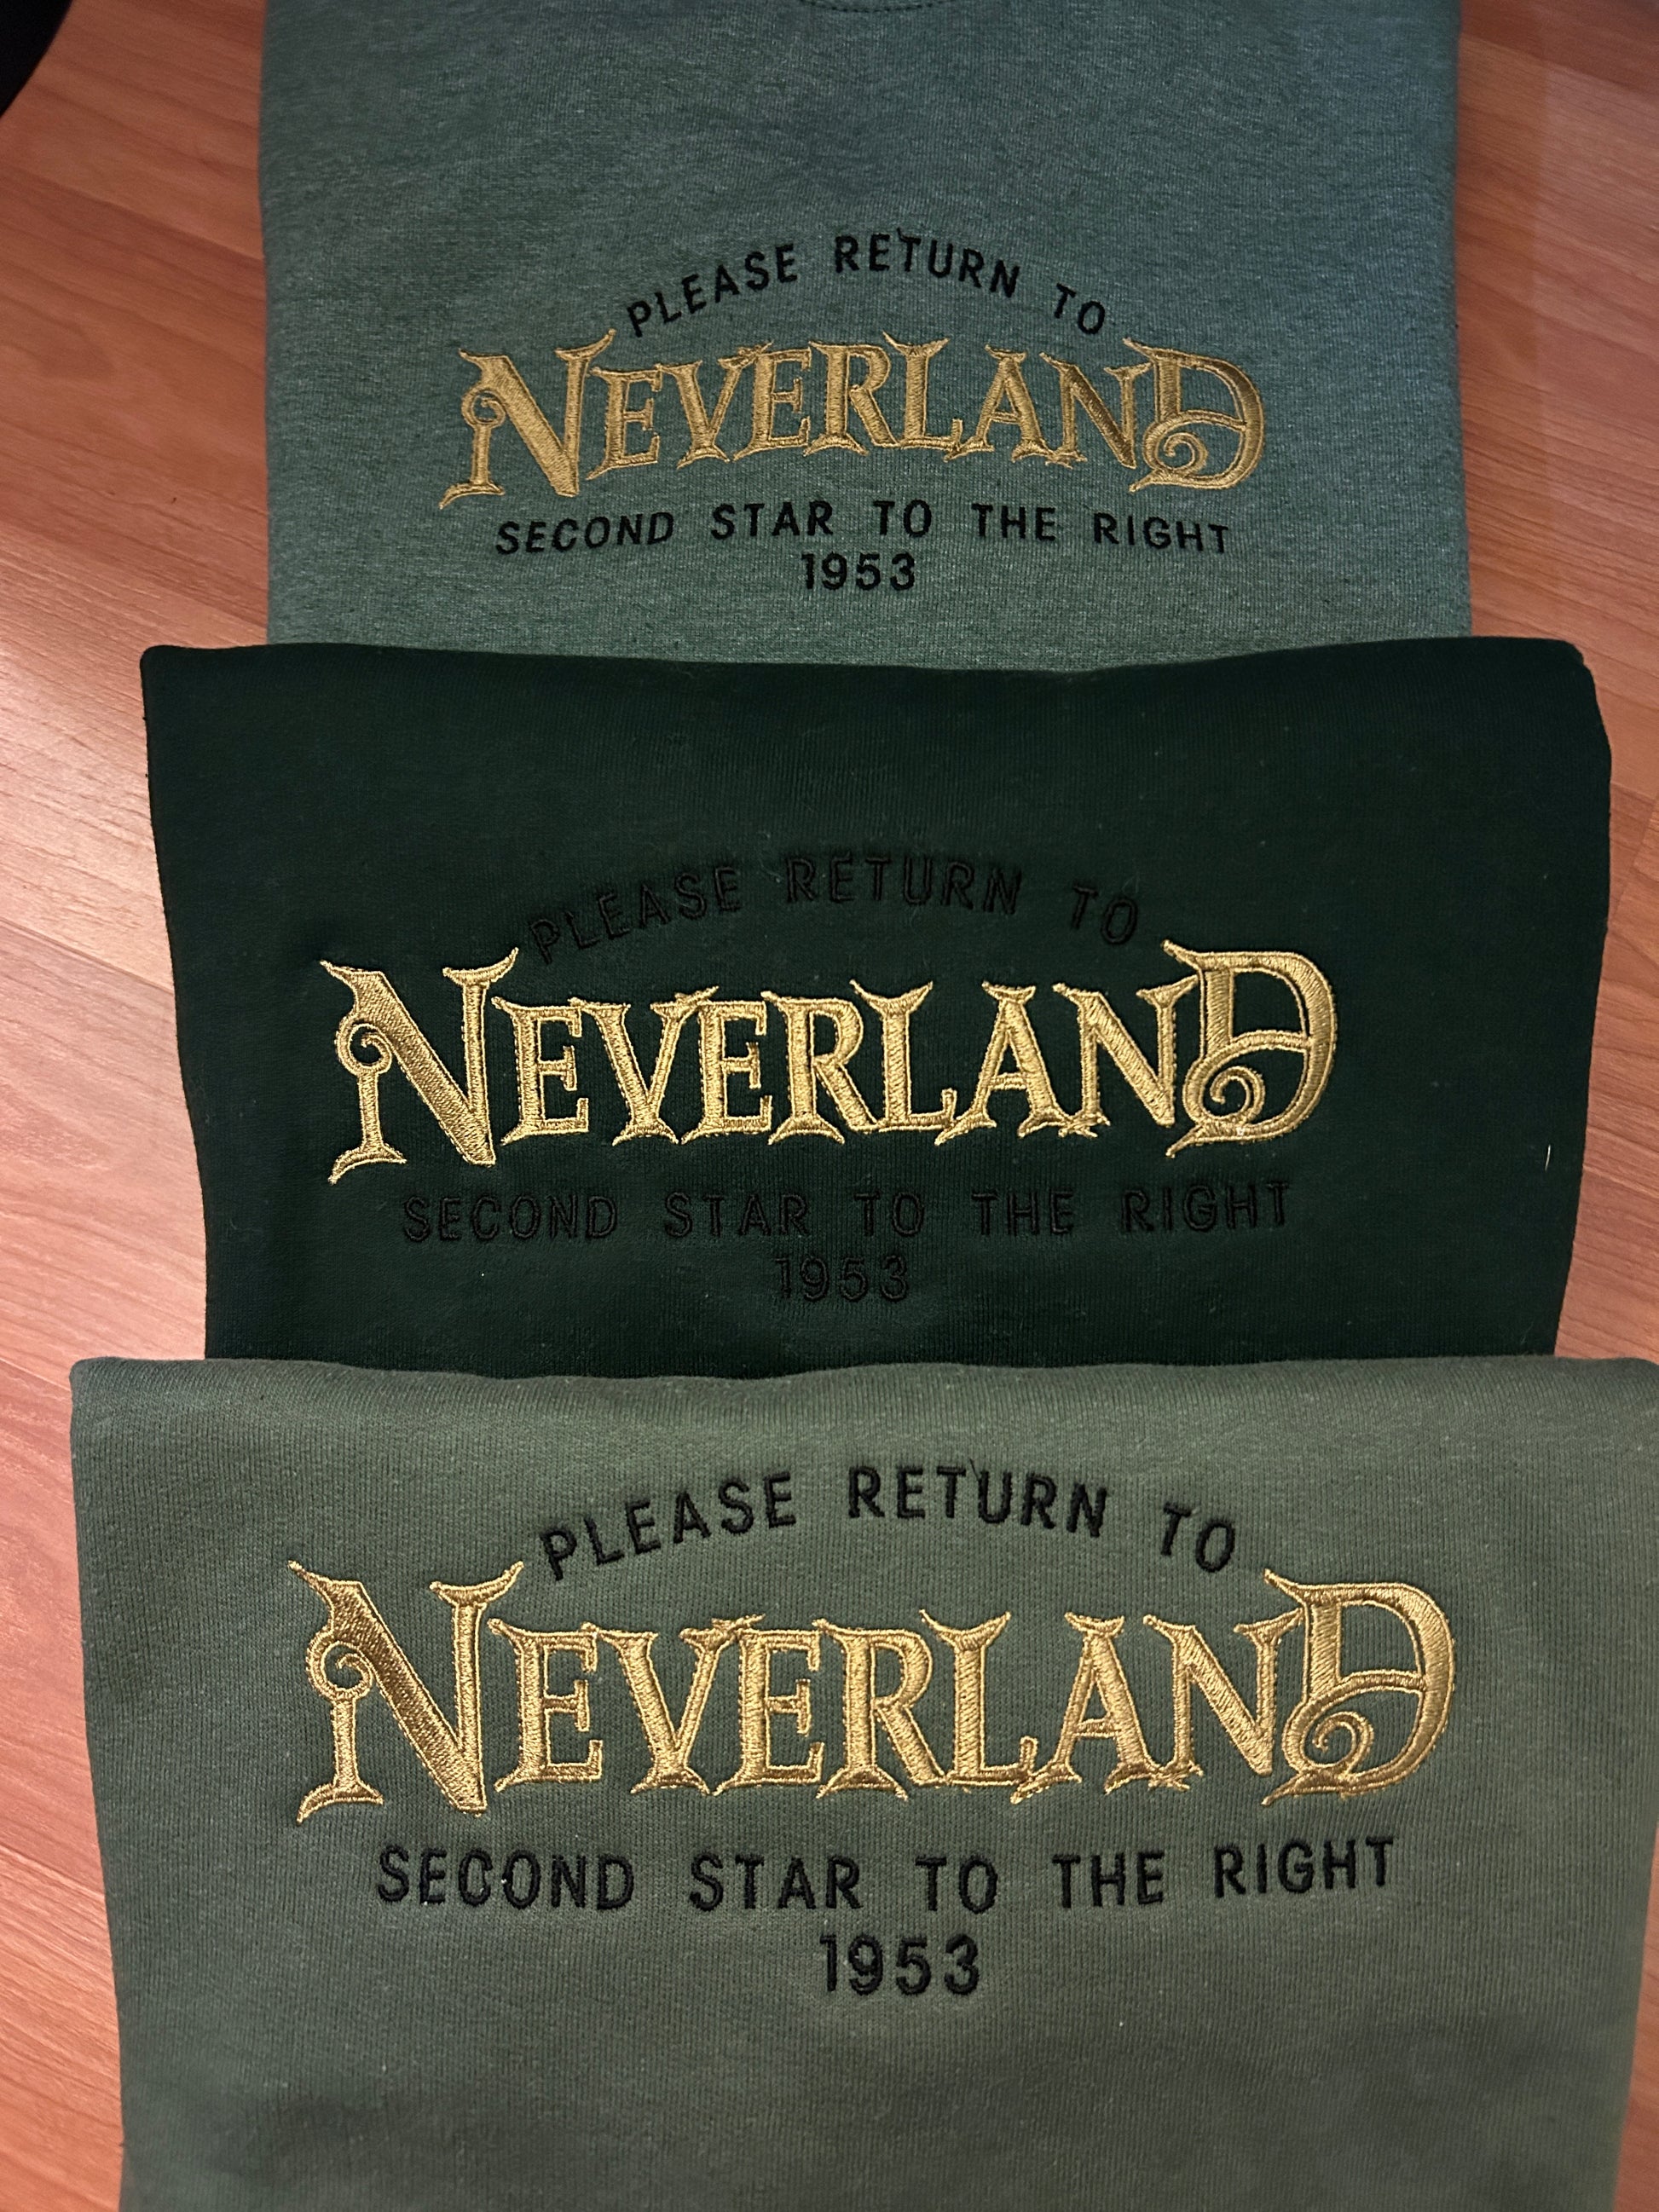 PLEASE RETURN TO
NEVERLAND
SECOND STAR TO THE RIGHT
1953
PLEASE RETURN TO
NEVERLAND
SECOND STAR TO THE RIGHT
1953
PLEASE RETURN TO
NEVERLAND
SECOND STAR TO THE RIGHT
1953